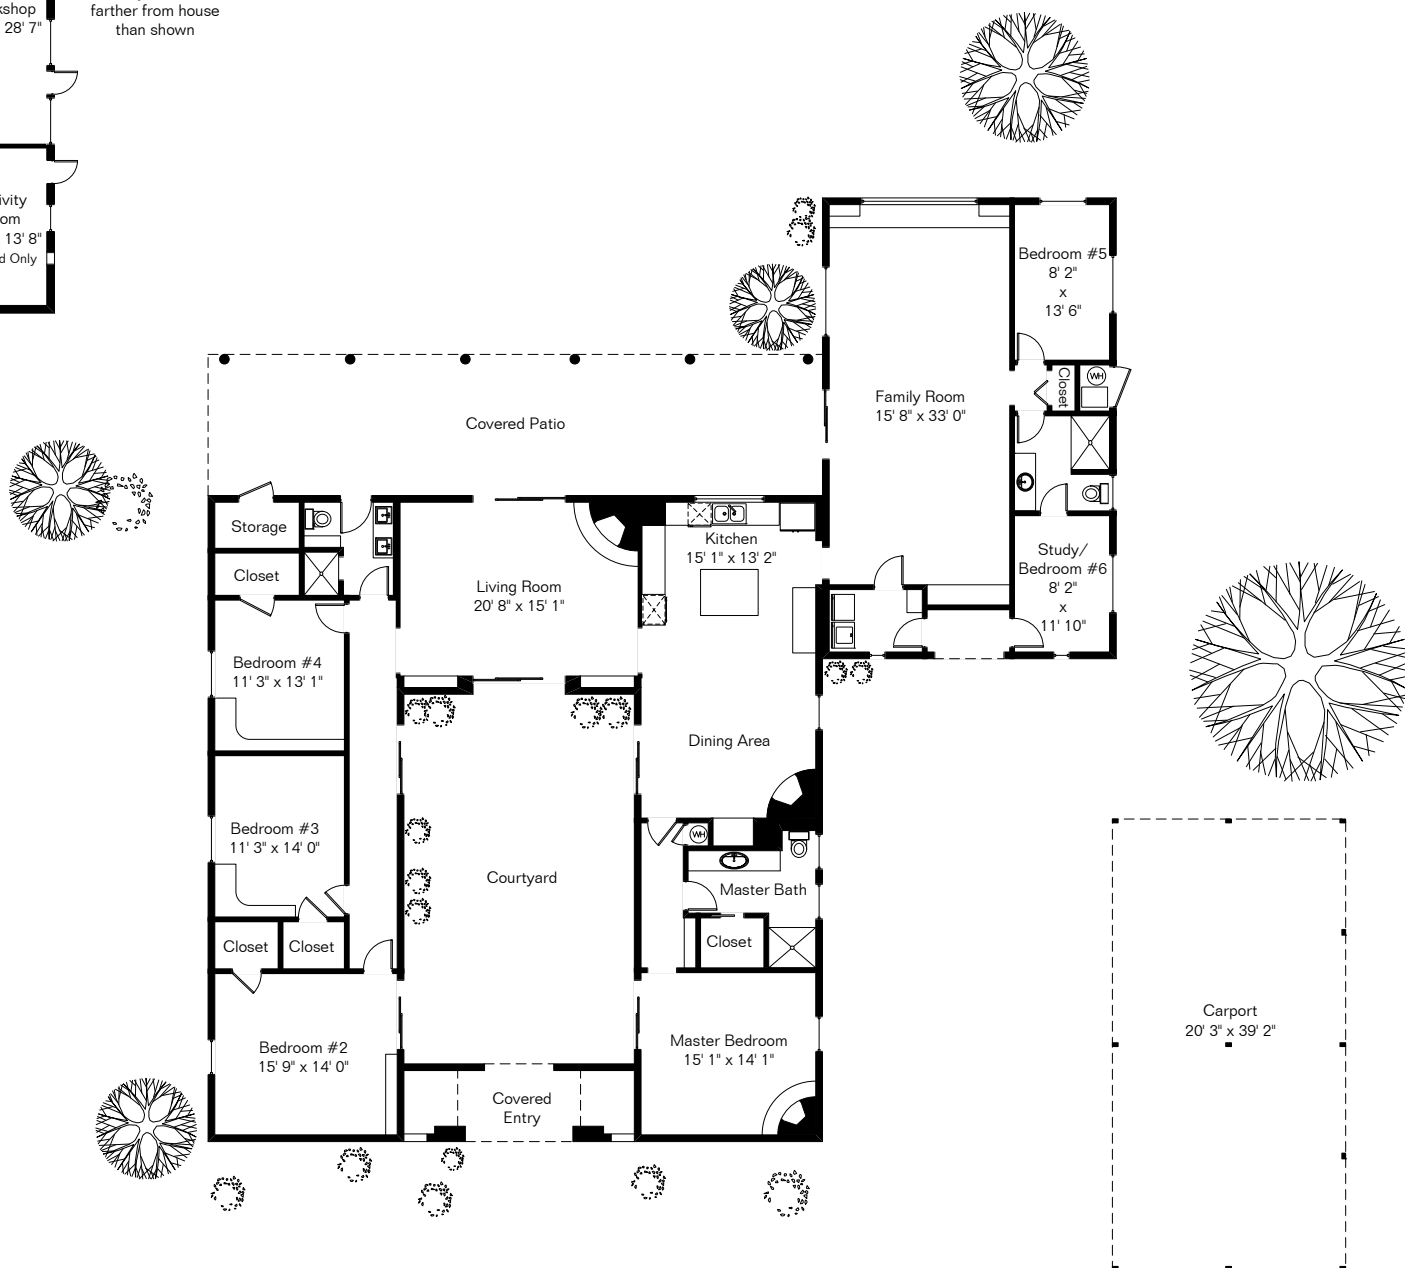 farther from house
than shown
28' 7"
13' 8"
Only
Bedroom #5
8' 2"
x
13' 6"
Closet
WH
Family Room
15' 8" x 33' 0"
Covered Patio
Storage
Closet
Kitchen
15' 1" x 13' 2"
Living Room
20' 8" x 15' 1"
Study/
Bedroom #6
8' 2"
x
11' 10"
Bedroom #4
11' 3" x 13' 1"
Dining Area
Bedroom #3
11' 3" x 14' 0"
WH
Courtyard
Master Bath
Closet
Closet
Closet
Carport
20' 3" x 39' 2"
Bedroom #2
15' 9" x 14' 0"
Master Bedroom
15' 1" x 14' 1"
Covered
Entry